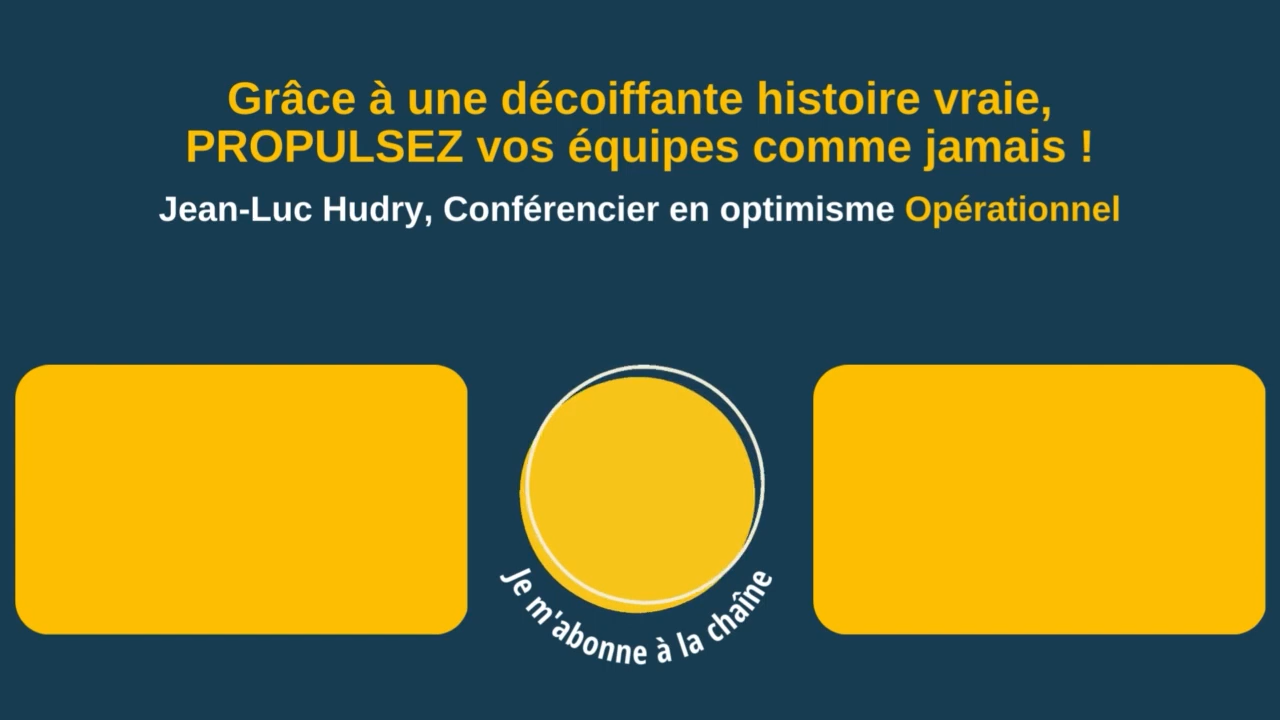 Grâce à une décoiffante histoire vraie,
PROPULSEZ vos équipes comme jamais !
Jean-Luc Hudry, Conférencier en optimisme Opérationnel
Je m'abonne à la chaîne